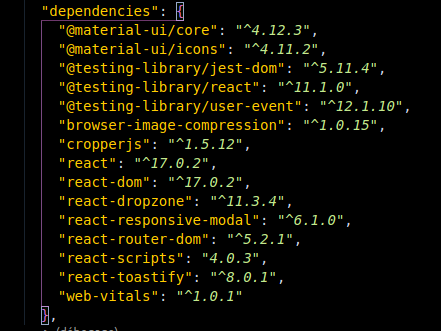 "dependencies": {
"@material-ui/core": "^4.12.3",
"@material-ui/icons": "^4.11.2",
"@testing-library/jest-dom": "^5.11.4",
"@testing-library/react": "^11.1.0",
"@testing-library/user-event": "^12.1.10",
"browser-image-compression": "^1.0.15",
"cropperjs": "^1.5.12",
"react": "^17.0.2",
"react-dom": "^17.0.2",
"react-dropzone": "^11.3.4",
"react-responsive-modal": "^6.1.0",
"react-router-dom": "^5.2.1",
"react-scripts": "4.0.3",
"react-toastify": "^8.0.1",
"web-vitals": "^1.0.1"
},